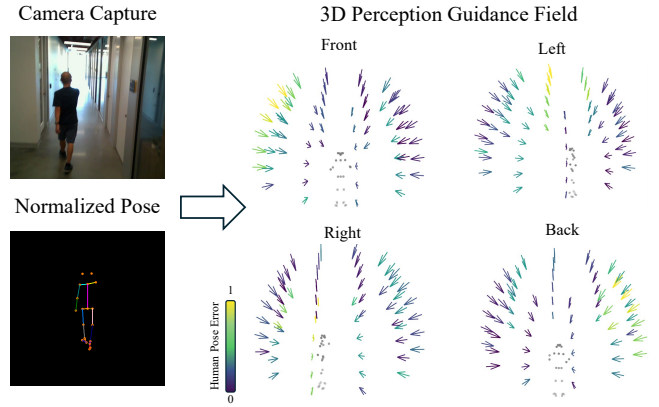 Camera Capture
3D Perception Guidance Field
Front
Left
Normalized Pose
Right
Back
Human Pose Error
1
0